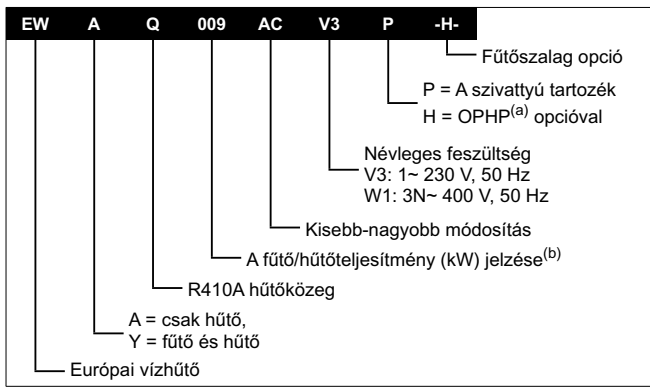 EW A Q 009 AC V3 P -H-
Fűtőszalag opció
P = A szivattyú tartozék
H = OPHP(a) opcióval
Névleges feszültség
V3: 1~ 230 V, 50 Hz
W1: 3N~ 400 V, 50 Hz
Kisebb-nagyobb módosítás
A fűtő/hűtőteljesítmény (kW) jelzése(b)
R410A hűtőközeg
A = csak hűtő,
Y = fűtő és hűtő
Európai vízhűtő